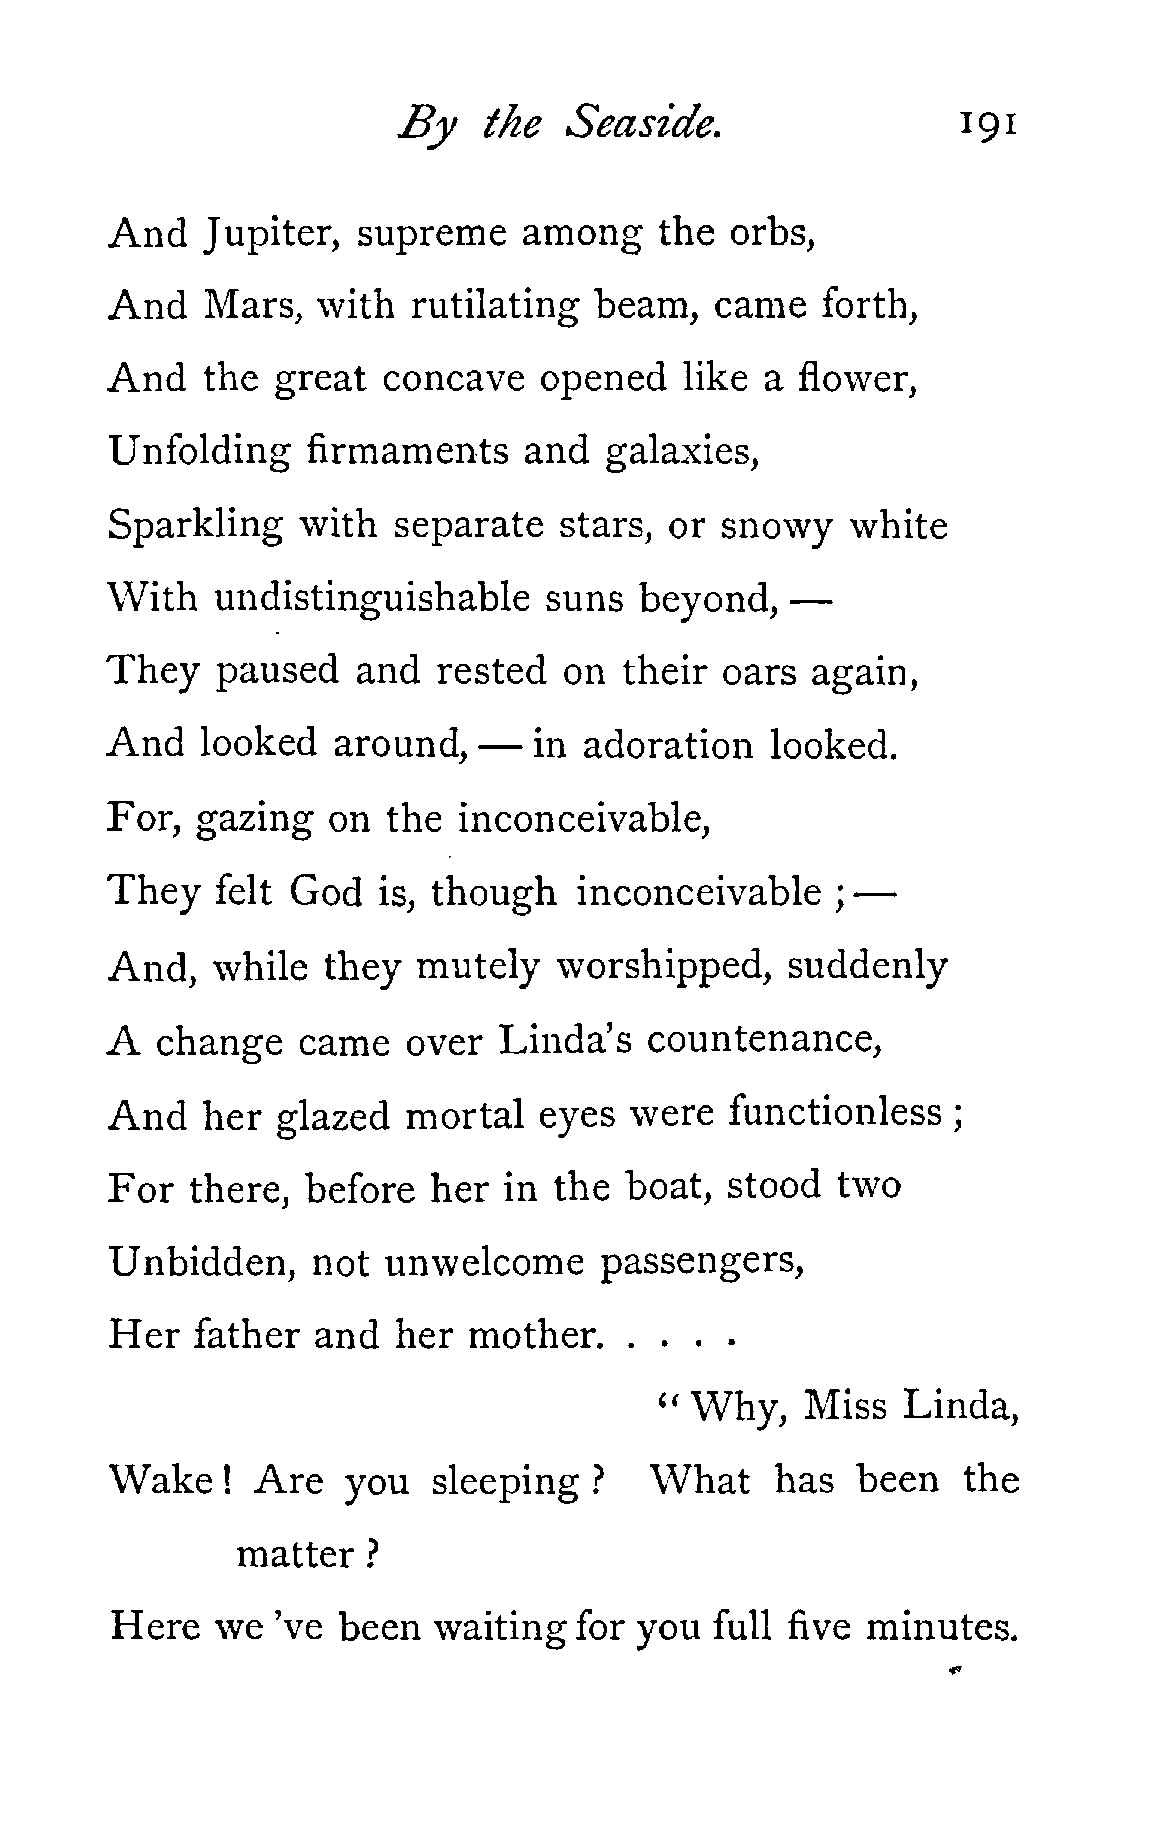 By the Seaside. 191
And Jupiter, supreme among the orbs,
And Mars, with rutilating beam, came forth,
And the great concave opened like a flower,
Unfolding firmaments and galaxies,
Sparkling with separate stars, or snowy white
With undistinguishable suns beyond, —
They paused and rested on their oars again,
And looked around, — in adoration looked.
For, gazing on the inconceivable,
They felt God is, though inconceivable ; —
And, while they mutely worshipped, suddenly
A change came over Linda's countenance,
And her glazed mortal eyes were functionless ;
For there, before her in the boat, stood two
Unbidden, not unwelcome passengers,
Her father and her mother. . . . .
“ Why, Miss Linda,
Wake ! Are you sleeping ? What has been the
matter ?
Here we 've been waiting for you full five minutes.